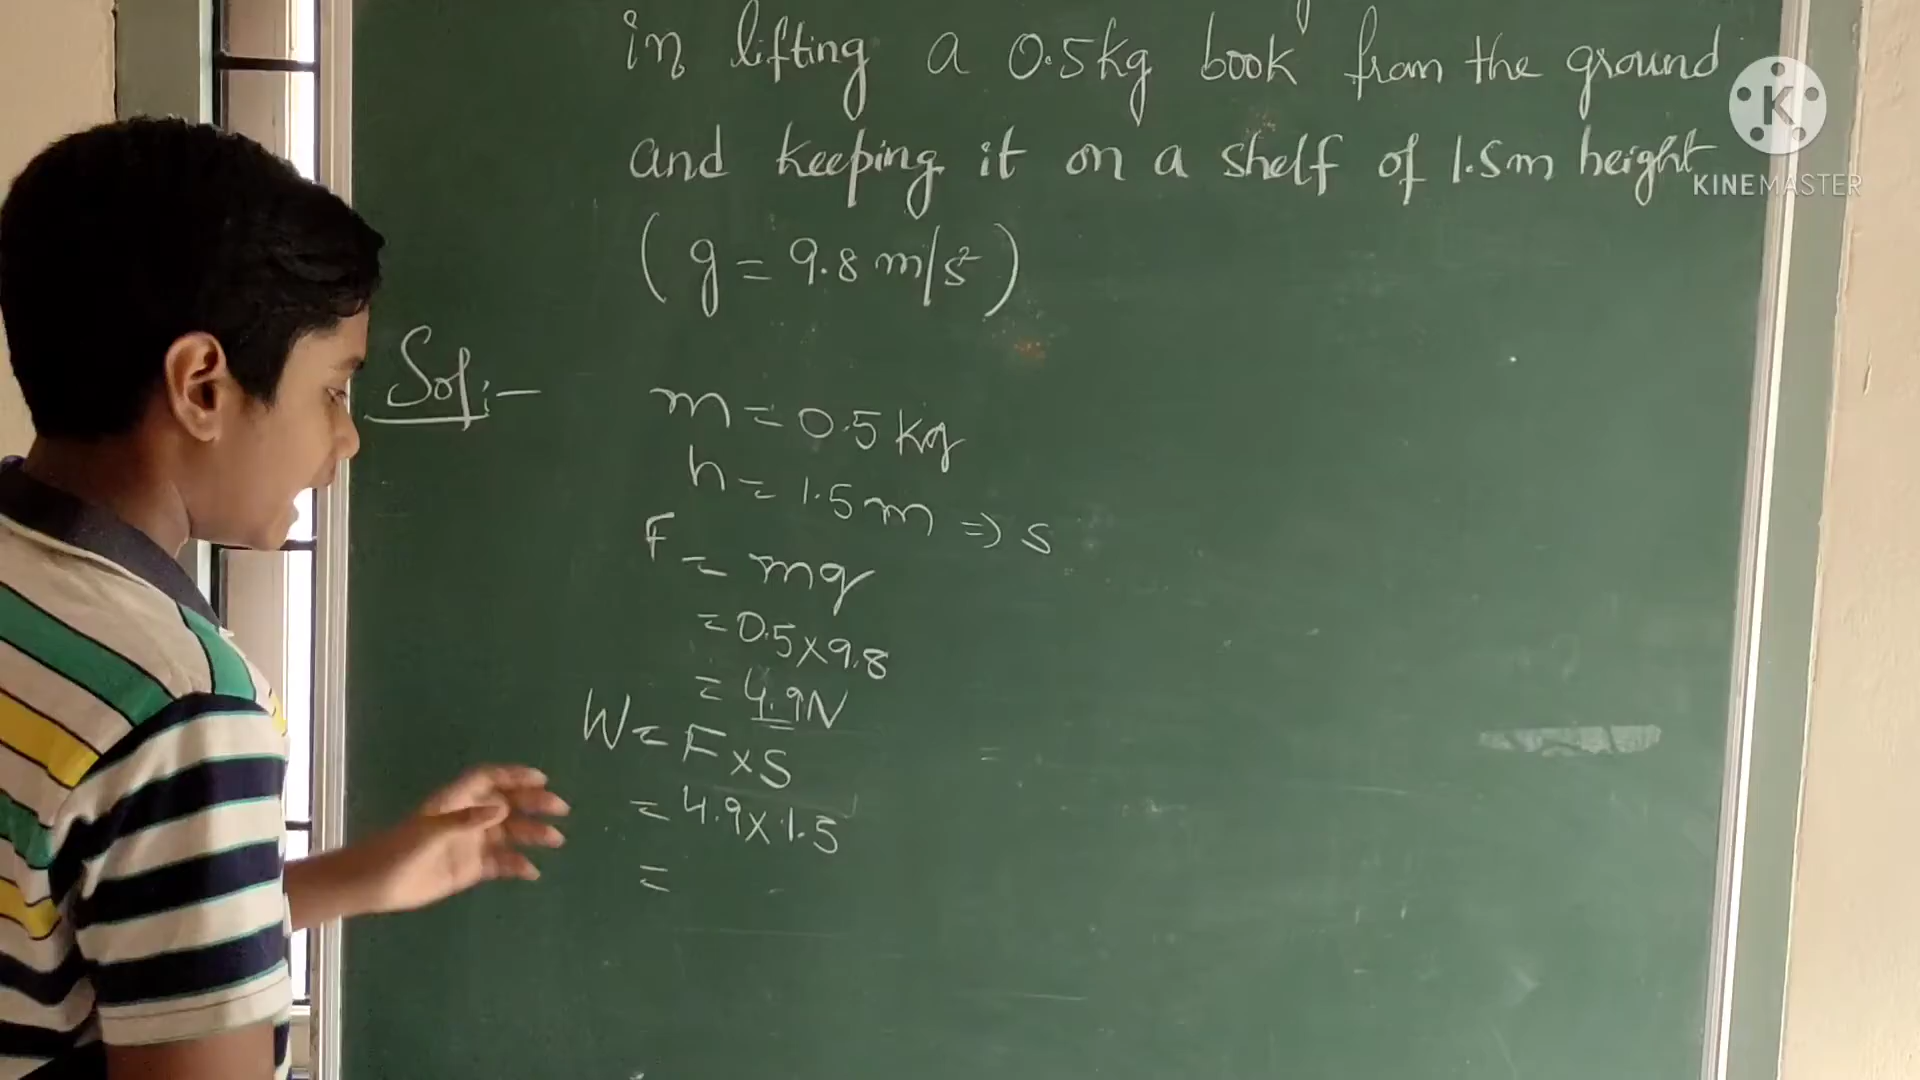 in lifting a 0.5kg book from the ground
and keeping it on a shelf of 1.5m height
(g = 9.8 m/s²)
Sol:-
m = 0.5 kg
h = 1.5 m => s
F = mg
= 0.5 x 9.8
= 4.9N
W = F x S
= 4.9 x 1.5
=
K
KINEMASTER